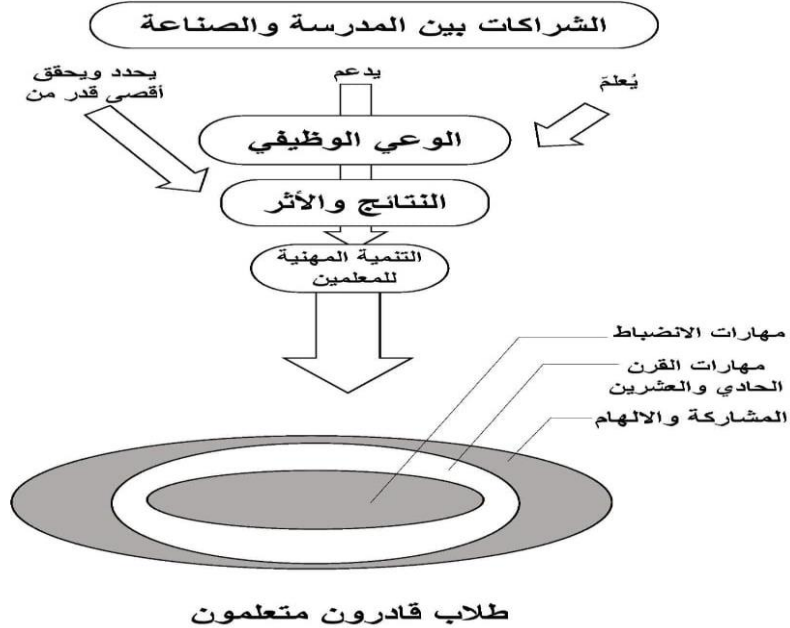 الشراكات بين المدرسة والصناعة
يُعلمَ
يدعم
يحدد ويحقق
أقصى قدر من
الوعي الوظيفي
النتائج والأثر
التنمية المهنية
للمعلمين
مهارات الانضباط
مهارات القرن
الحادي والعشرين
المشاركة والالهام
طلاب قادرون متعلمون